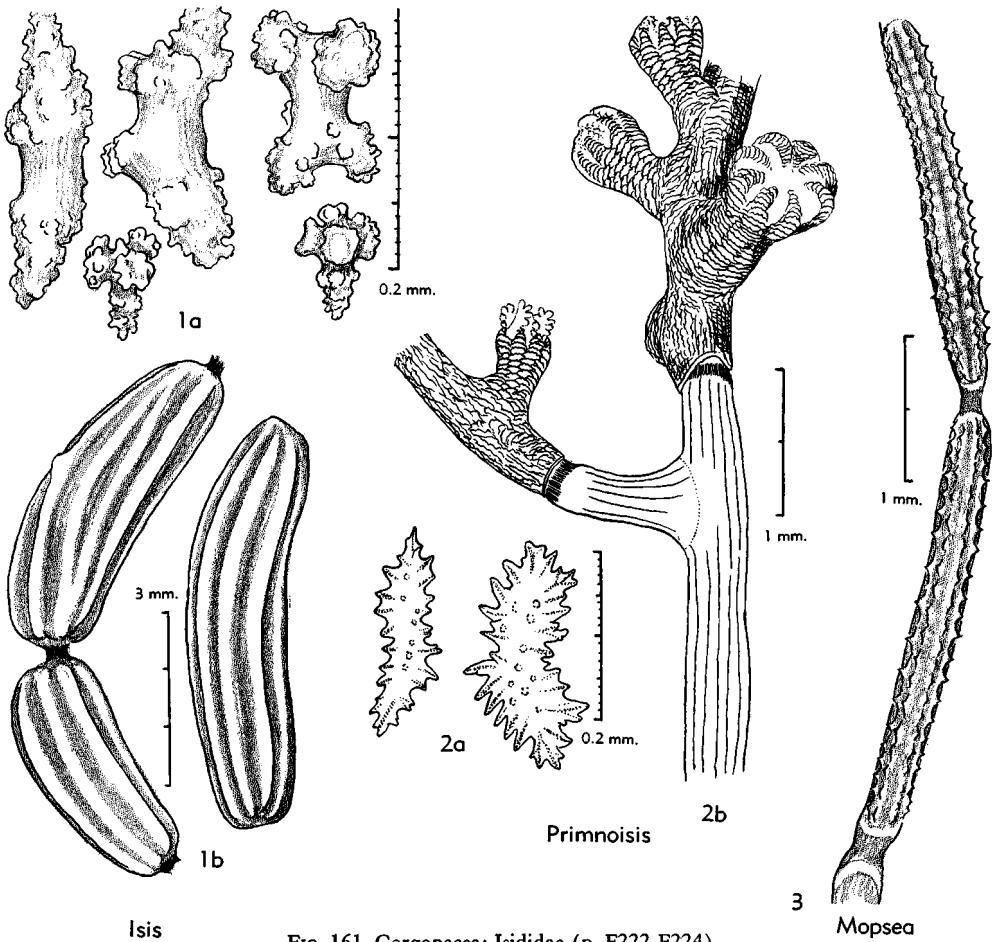 0.2 mm.
1a
3 mm.
1b
Isis
1 mm.
2a
0.2 mm.
2b
Primnoisis
1 mm.
3
Mopsea
Fig. 161. Gorgonacea: Isididae (p. F222-F224).